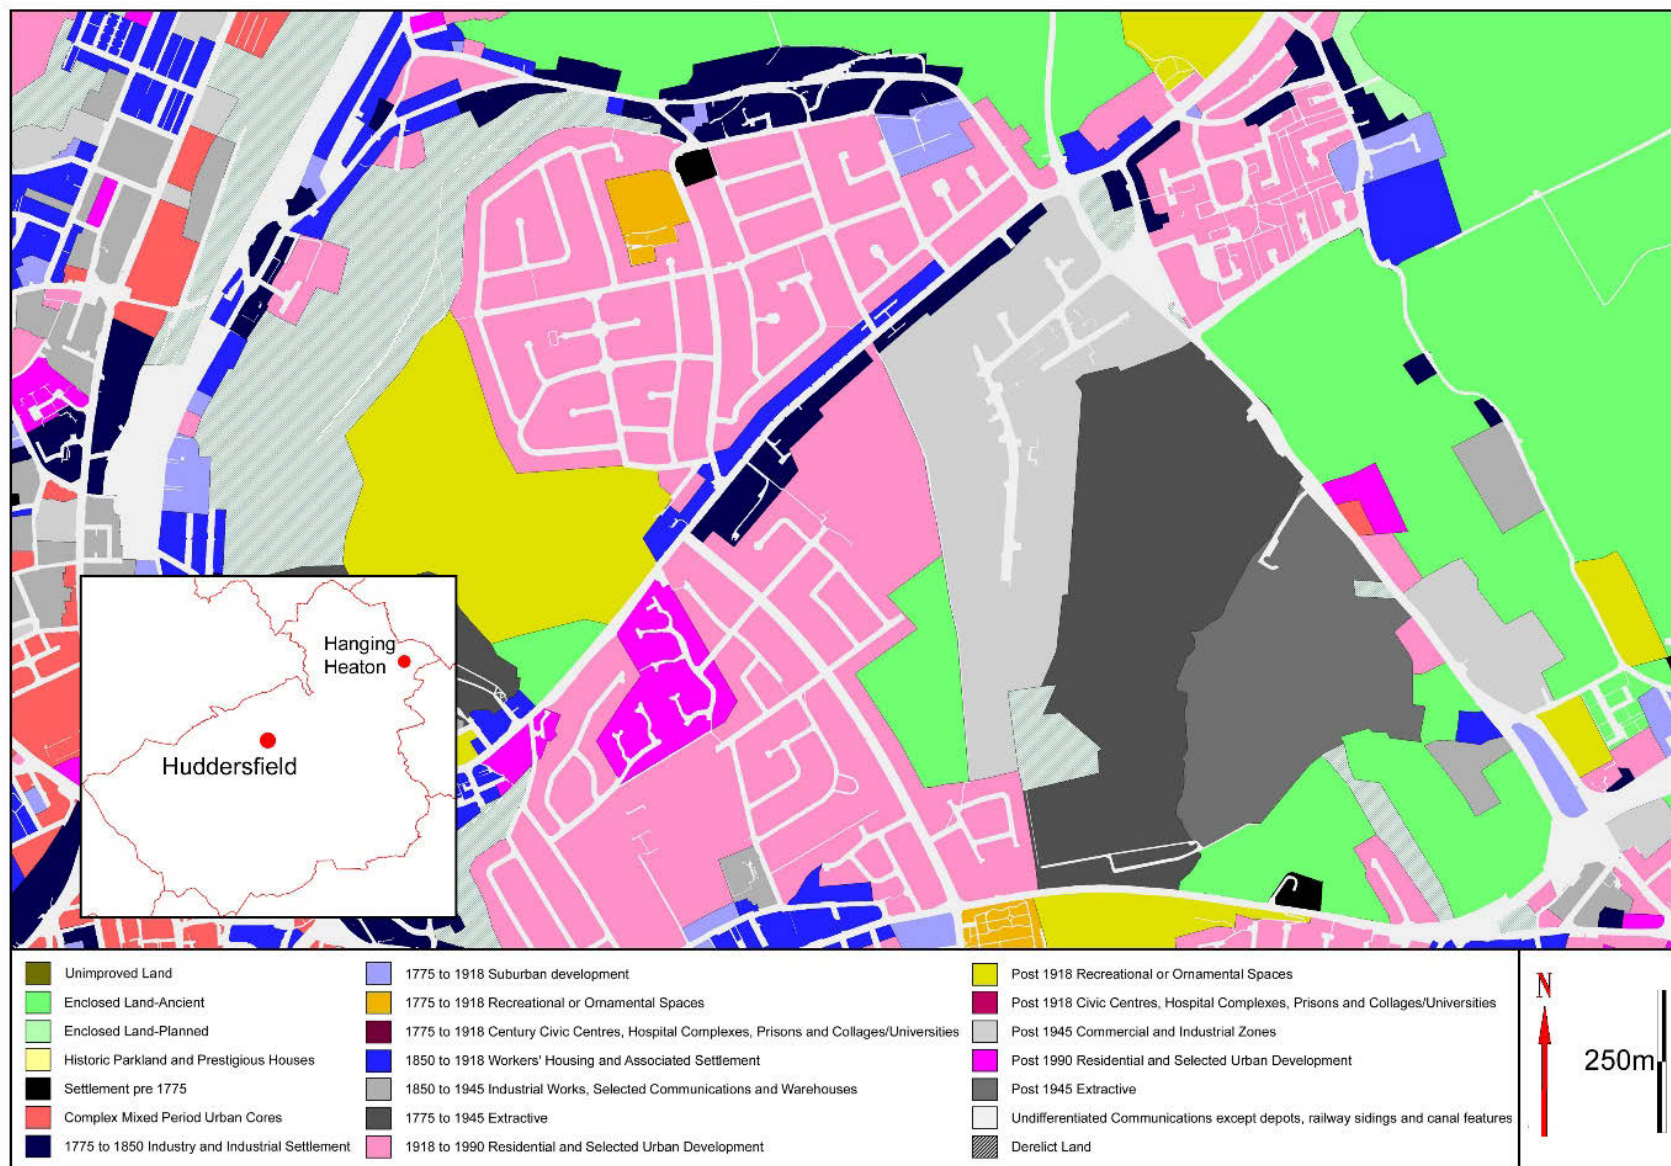 Hanging
Heaton
Huddersfield
Unimproved Land
Enclosed Land-Ancient
Enclosed Land-Planned
Historic Parkland and Prestigious Houses
Settlement pre 1775
Complex Mixed Period Urban Cores
1775 to 1850 Industry and Industrial Settlement
1775 to 1918 Suburban development
1775 to 1918 Recreational or Ornamental Spaces
1775 to 1918 Century Civic Centres, Hospital Complexes, Prisons and Collages/Universities
1850 to 1918 Workers' Housing and Associated Settlement
1850 to 1945 Industrial Works, Selected Communications and Warehouses
1775 to 1945 Extractive
1918 to 1990 Residential and Selected Urban Development
Post 1918 Recreational or Ornamental Spaces
Post 1918 Civic Centres, Hospital Complexes, Prisons and Collages/Universities
Post 1945 Commercial and Industrial Zones
Post 1990 Residential and Selected Urban Development
Post 1945 Extractive
Undifferentiated Communications except depots, railway sidings and canal features
Derelict Land
N
250m